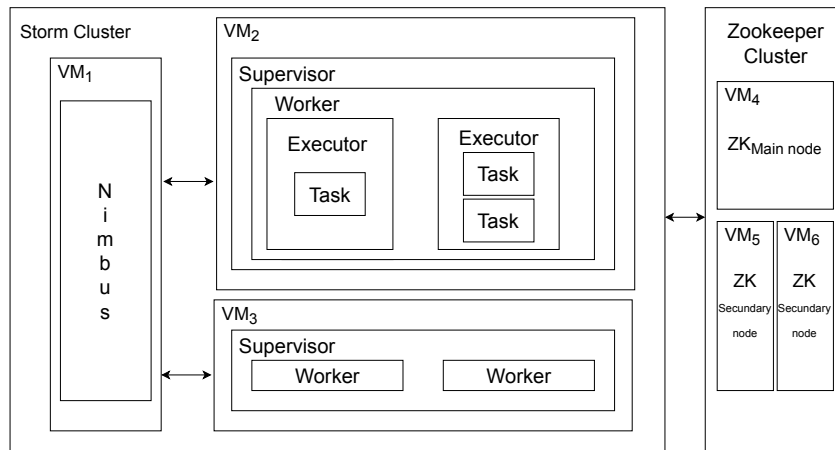 Storm Cluster
VM1
N
i
m
b
u
s
VM2
Supervisor
Worker
Executor
Task
Executor
Task
Task
VM3
Supervisor
Worker
Worker
Zookeeper
Cluster
VM4
ZKMain node
VM5
ZK
Secundary
node
VM6
ZK
Secundary
node